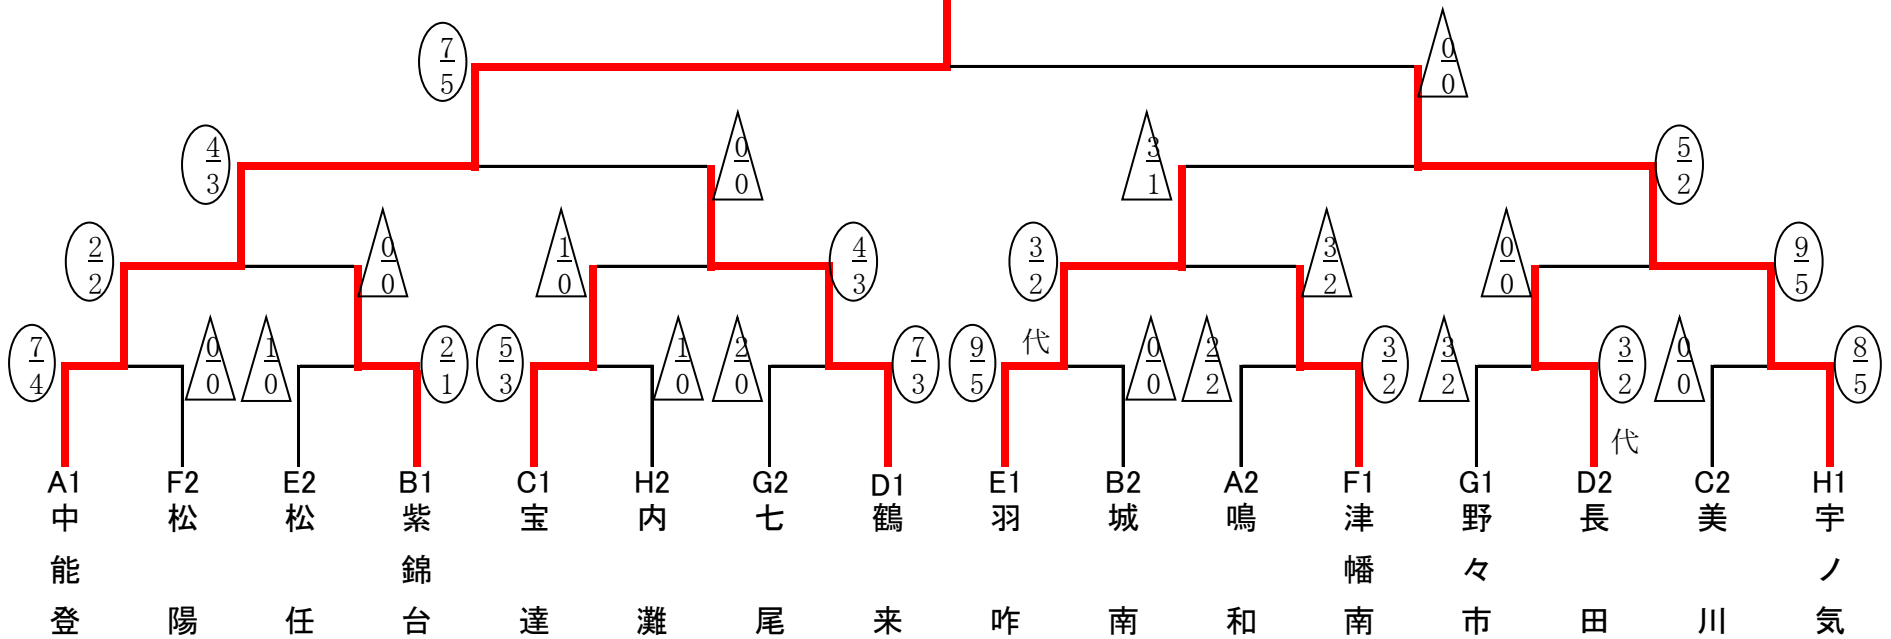 7
5
0
0
4
3
0
0
3
1
5
2
2
2
0
0
1
0
4
3
3
2
3
2
0
0
9
5
代
7
4
0
0
1
0
2
1
5
3
1
0
2
0
7
3
9
5
0
0
2
2
3
2
3
2
3
2
0
0
8
5
代
A1
中能登
F2
松陽
E2
松任
B1
紫錦台
C1
宝達
H2
内灘
G2
七尾
D1
鶴来
E1
羽咋
B2
城南
A2
鳴和
F1
津幡南
G1
野々市
D2
長田
C2
美川
H1
宇ノ気